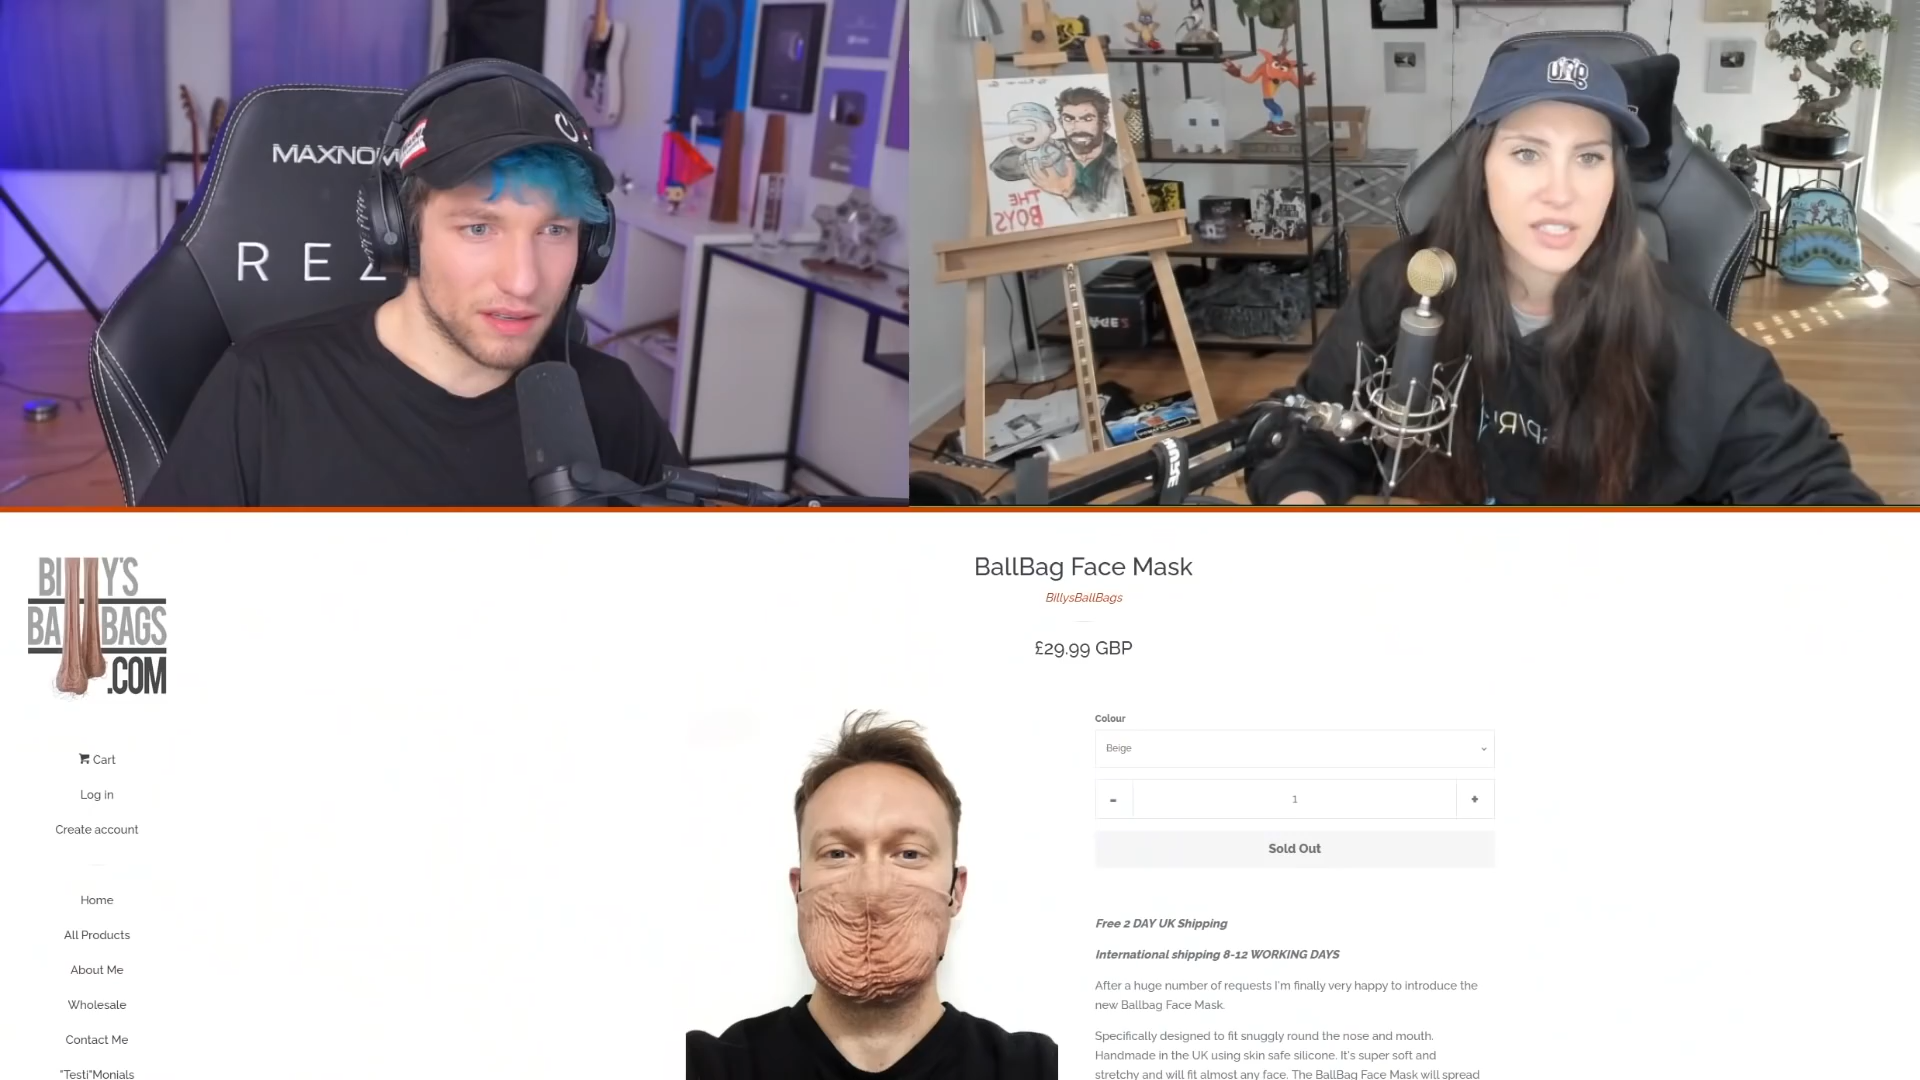 MAXNOM
REZ
THE
BOYS
SHURE
BILLY'S
BALLBAGS
.COM
Cart
Log in
Create account
Home
All Products
About Me
Wholesale
Contact Me
"Testi"Monials
BallBag Face Mask
BillysBallBags
£29.99 GBP
Colour
Beige
-
1
+
Sold Out
Free 2 DAY UK Shipping
International shipping 8-12 WORKING DAYS
After a huge number of requests I'm finally very happy to introduce the
new Ballbag Face Mask.
Specifically designed to fit snuggly round the nose and mouth.
Handmade in the UK using skin safe silicone. It's super soft and
stretchy and will fit almost any face. The BallBag Face Mask will spread